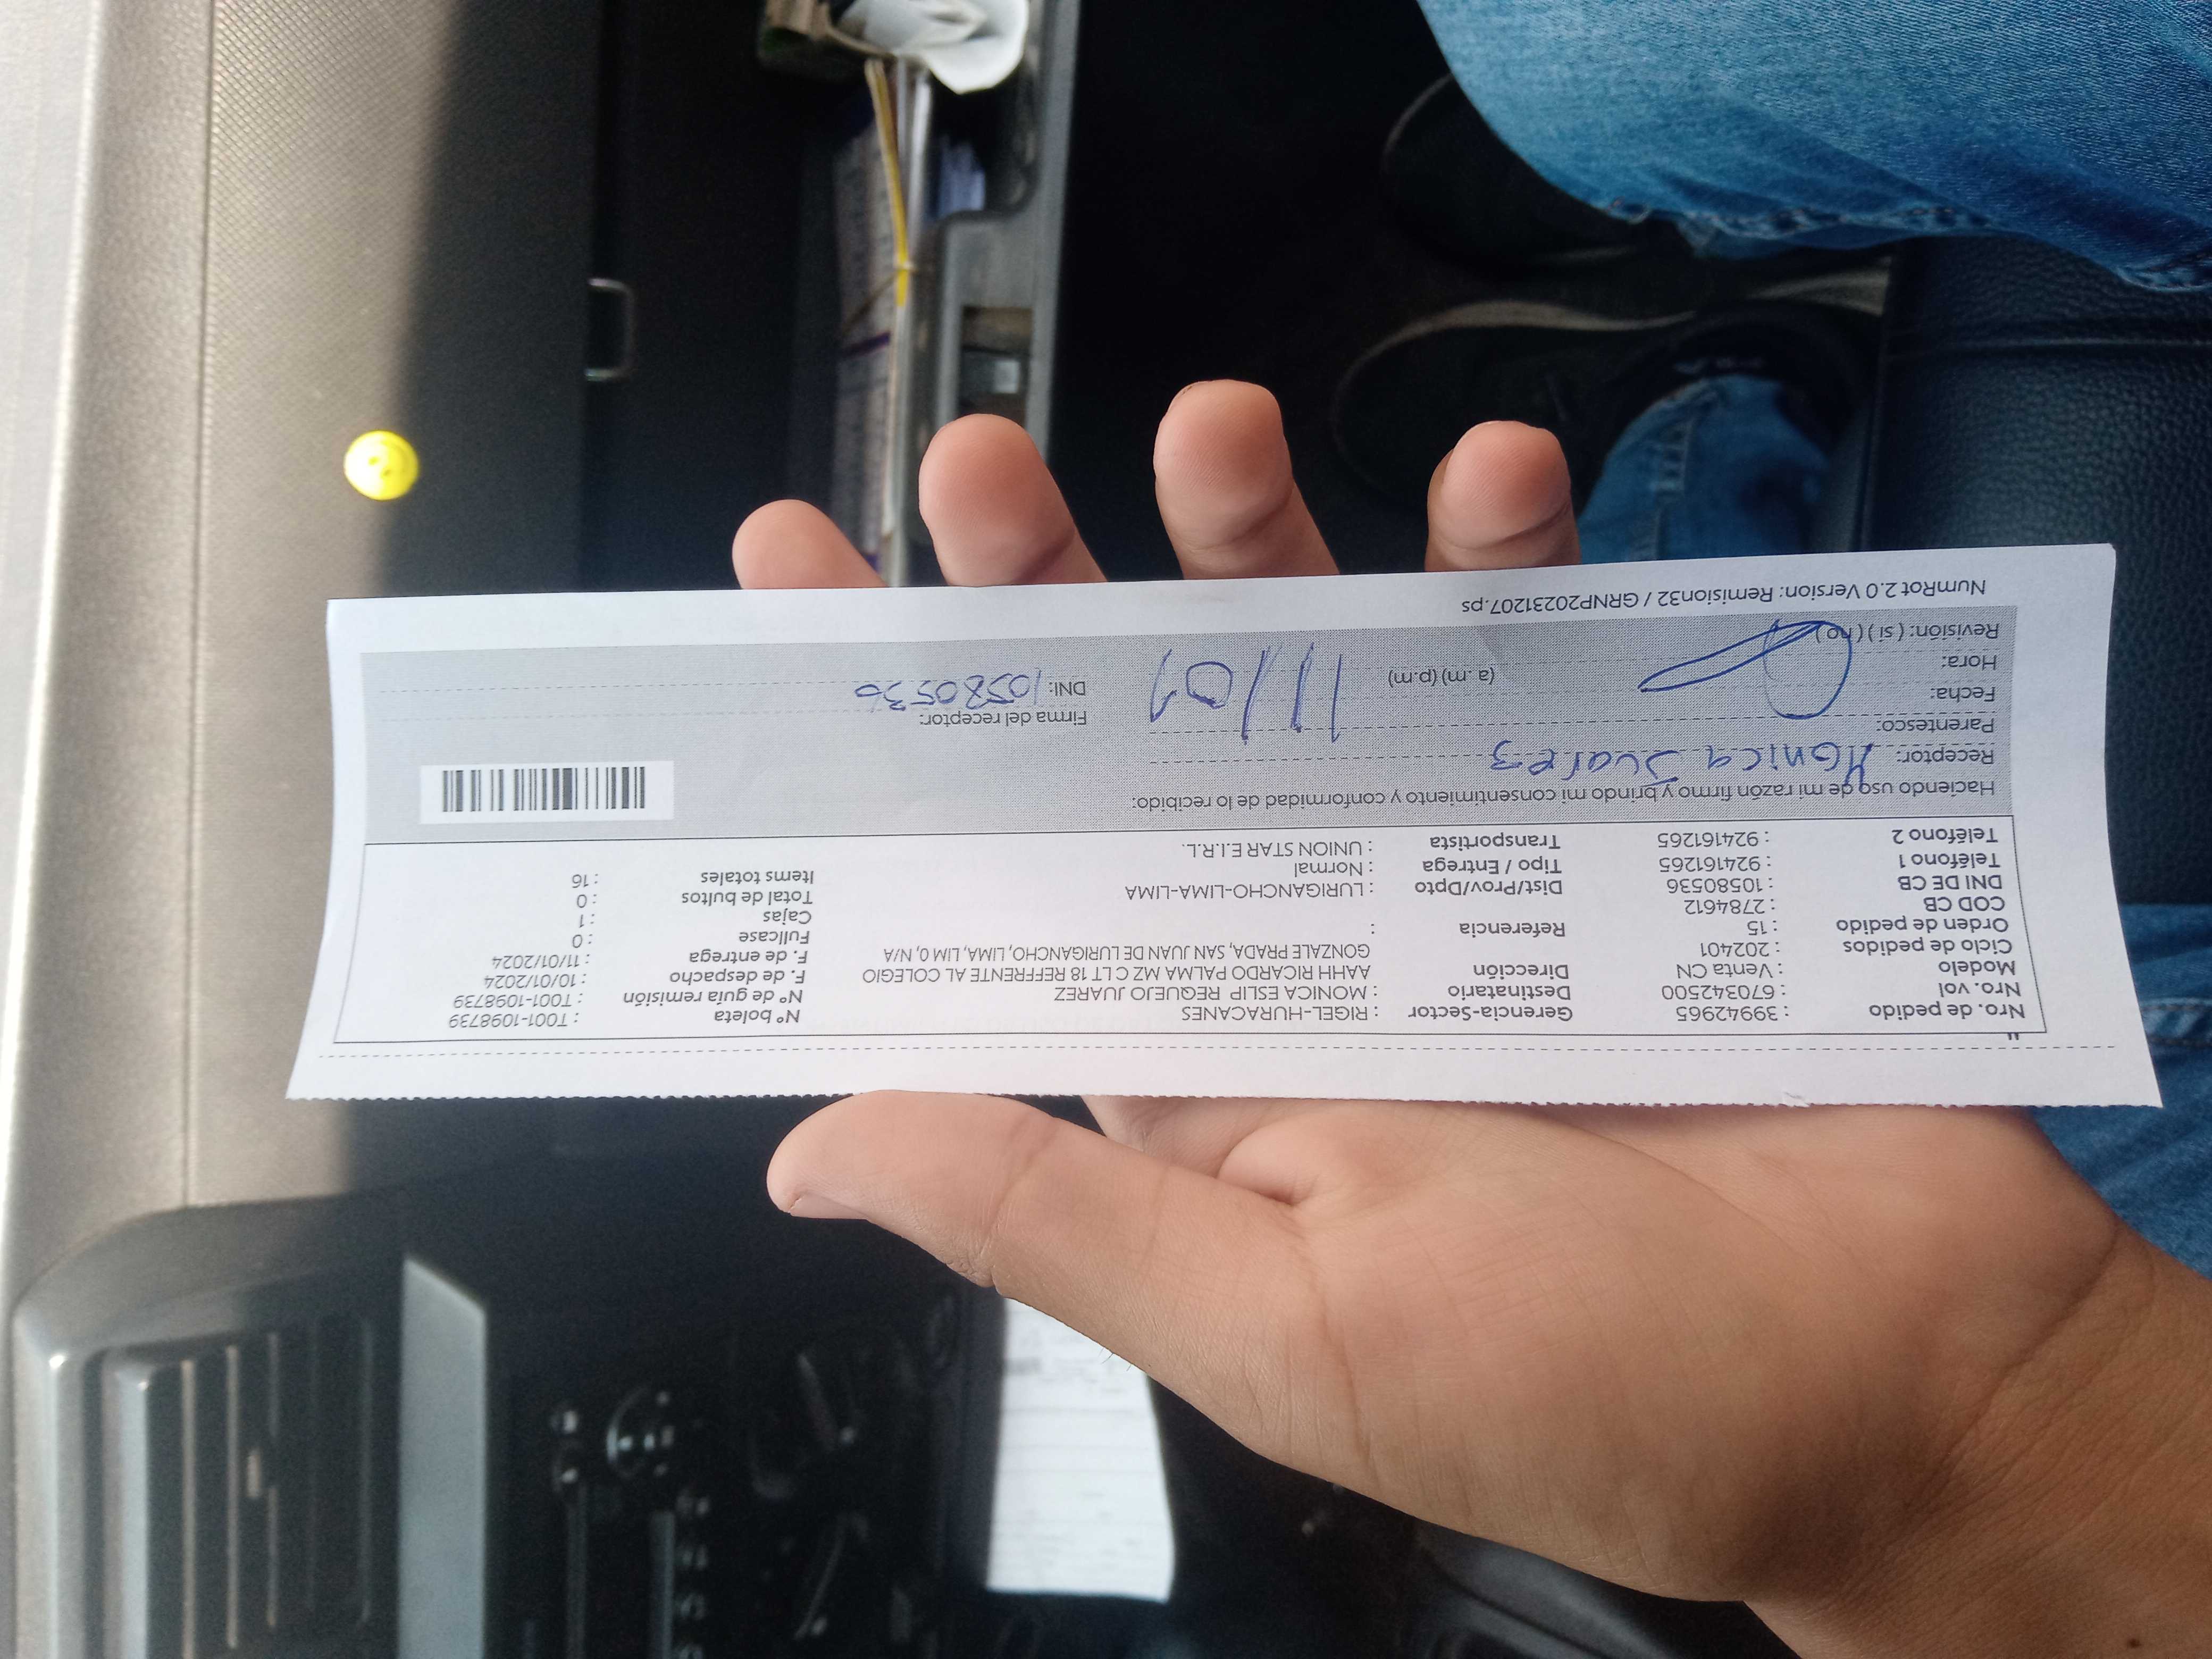 Nro. de pedido : 39942965 Gerencia-Sector : RIGEL-HURACANES N° boleta : T001-1098739
Nro. vol : 670342500 Destinatario : MONICA ESLIP REQUEJO JUAREZ N° de guía remisión : T001-1098739
Modelo : Venta CN Dirección AAHH RICARDO PALMA MZ C LT 18 REFFRENTE AL COLEGIO F. de despacho : 10/01/2024
Ciclo de pedidos : 202401 GONZALE PRADA, SAN JUAN DE LURIGANCHO, LIMA, LIM 0, N/A F. de entrega : 11/01/2024
Orden de pedido : 15 Referencia : Fullcase : 0
COD CB : 2784612 Cajas : 1
DNI DE CB : 10580536 Dist/Prov/Dpto : LURIGANCHO-LIMA-LIMA Total de bultos : 0
Teléfono 1 : 924161265 Tipo / Entrega : Normal Items totales : 16
Teléfono 2 : 924161265 Transportista : UNION STAR E.I.R.L.
Haciendo uso de mi razón firmo y brindo mi consentimiento y conformidad de lo recibido:
Receptor: Monica Juarez
Parentesco:
Fecha: 11/01 Firma del receptor:
Hora: (a.m) (p.m) DNI: 10580536
Revisión: ( si ) ( no )
NumRot 2.0 Version: Remision32 / GRNP20231207.ps